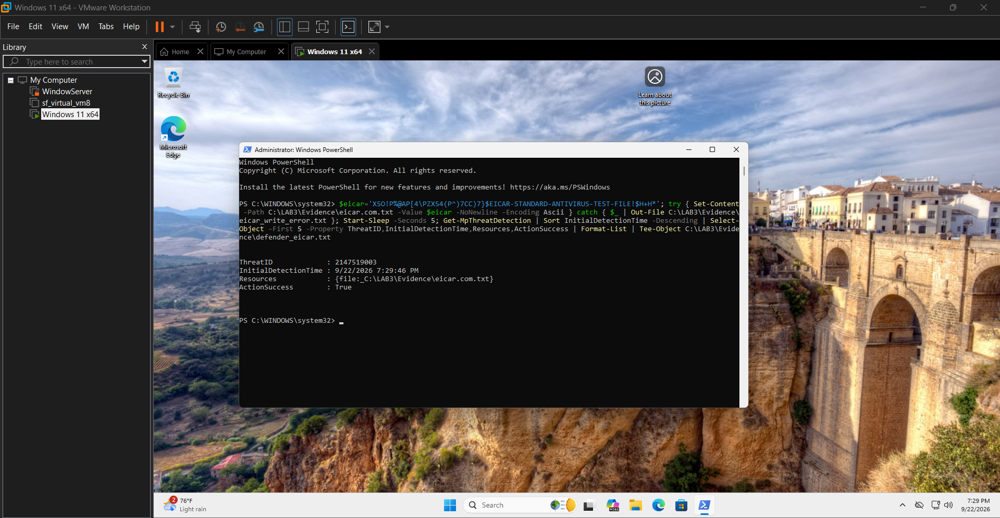 Windows 11 x64 - VMware Workstation
File Edit View VM Tabs Help
Library
Type here to search
My Computer
WindowServer
sf_virtual_vm8
Windows 11 x64
Home
My Computer
Windows 11 x64
Recycle Bin
Microsoft
Edge
Learn about
this picture
Administrator: Windows PowerShell
Windows PowerShell
Copyright (C) Microsoft Corporation. All rights reserved.
Install the latest PowerShell for new features and improvements! https://aka.ms/PSWindows
PS C:\WINDOWS\system32> $eicar='X5O!P%@AP[4\PZX54(P^)7CC)7}$EICAR-STANDARD-ANTIVIRUS-TEST-FILE!$H+H*'; try { Set-Content
-Path C:\LAB3\Evidence\eicar.com.txt -Value $eicar -NoNewline -Encoding Ascii } catch { $_ | Out-File C:\LAB3\Evidence\
eicar_write_error.txt }; Start-Sleep -Seconds 5; Get-MpThreatDetection | Sort InitialDetectionTime -Descending | Select-
Object -First 5 -Property ThreatID,InitialDetectionTime,Resources,ActionSuccess | Format-List | Tee-Object C:\LAB3\Evide
nce\defender_eicar.txt
ThreatID : 2147519003
InitialDetectionTime : 9/22/2026 7:29:46 PM
Resources : {file:_C:\LAB3\Evidence\eicar.com.txt}
ActionSuccess : True
PS C:\WINDOWS\system32>
2
76°F
Light rain
Search
M365
7:29 PM
9/22/2026